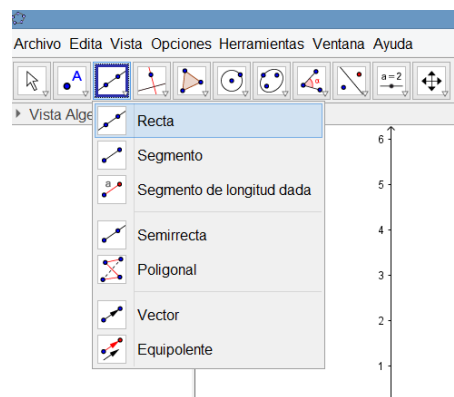 Archivo Edita Vista Opciones Herramientas Ventana Ayuda
A
α
a=2
Vista Alge
Recta
Segmento
a
Segmento de longitud dada
Semirrecta
Poligonal
Vector
Equipolente
6
5
4
3
2
1